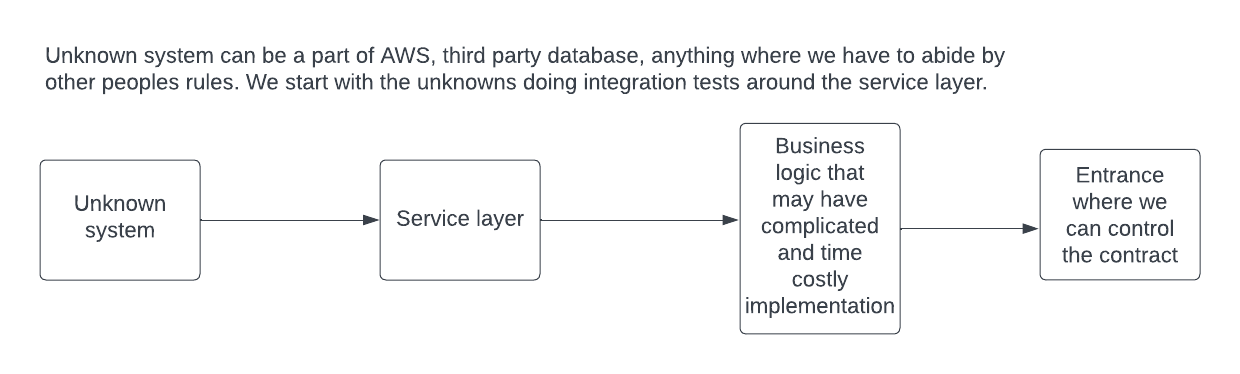 Unknown system can be a part of AWS, third party database, anything where we have to abide by
other peoples rules. We start with the unknowns doing integration tests around the service layer.
Unknown
system
Service layer
Business
logic that
may have
complicated
and time
costly
implementation
Entrance
where we
can control
the contract